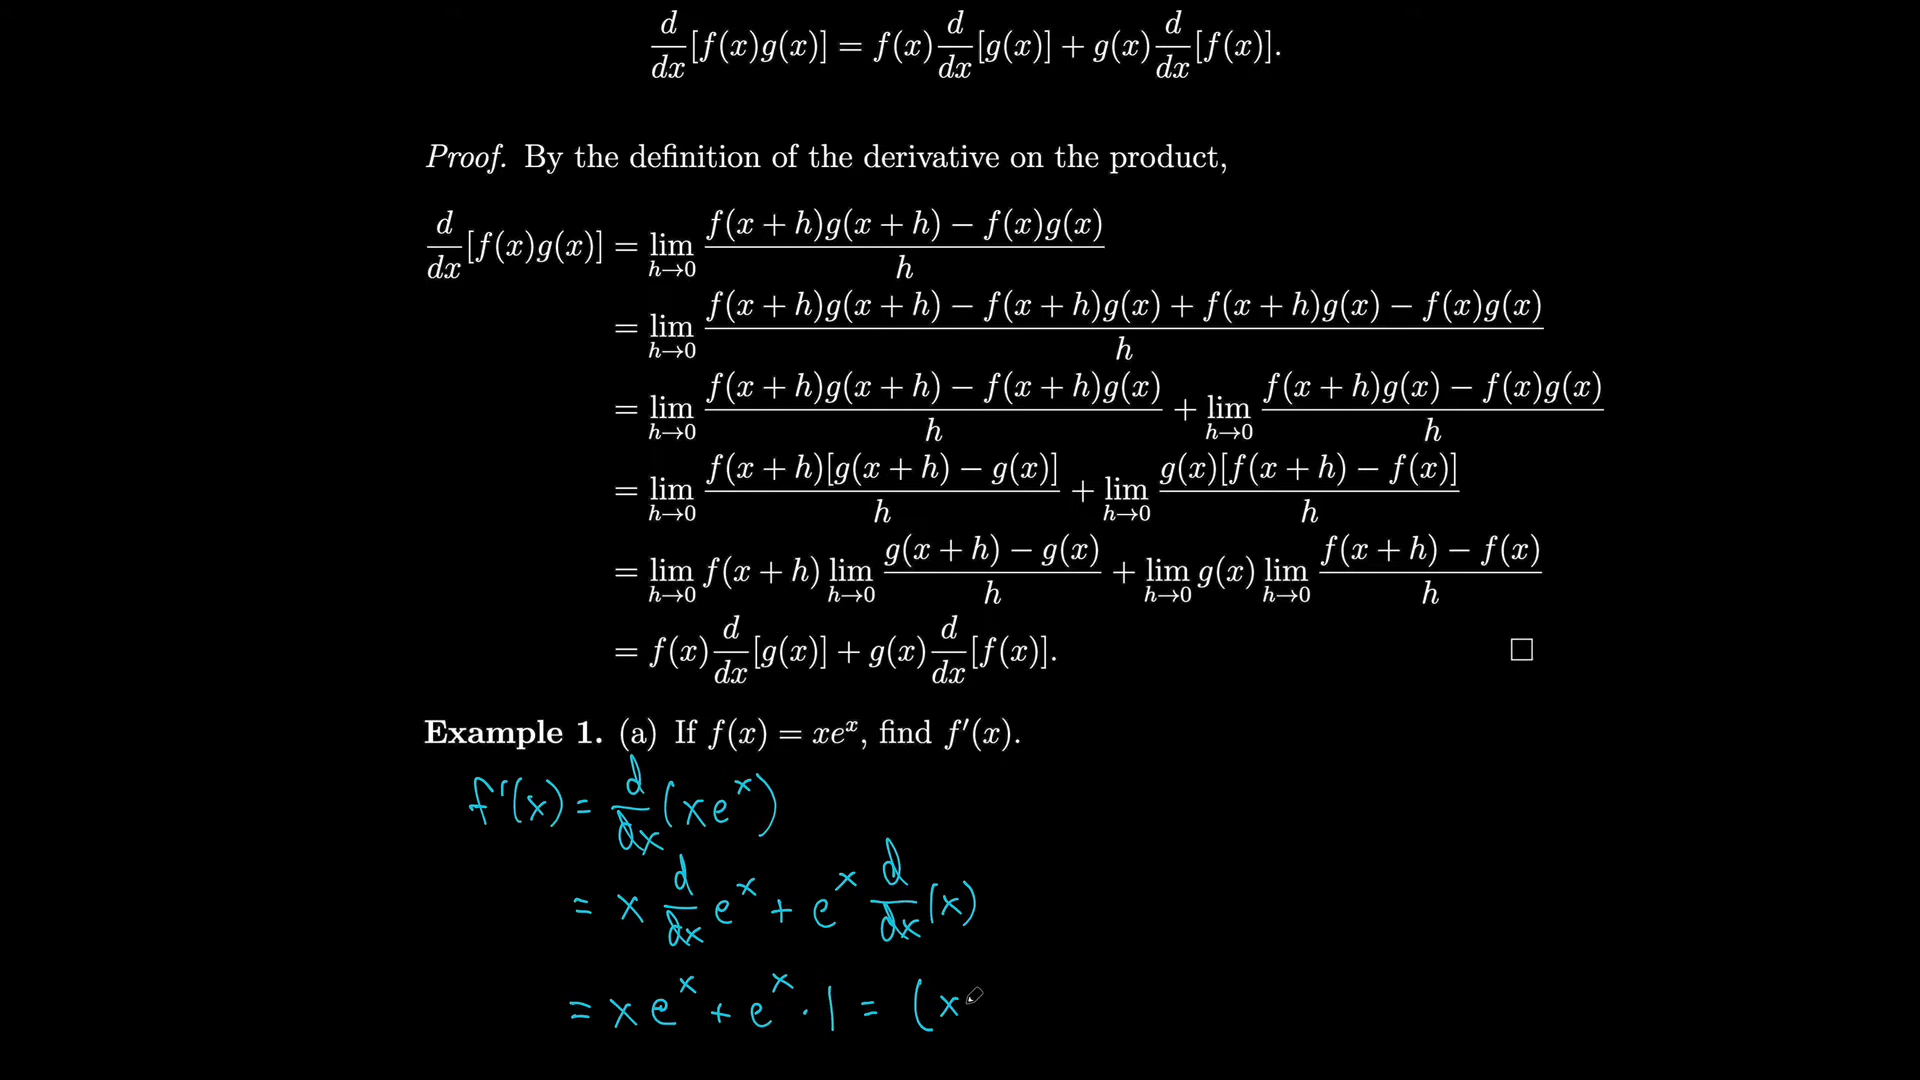 d/dx [f(x)g(x)] = f(x) d/dx [g(x)] + g(x) d/dx [f(x)].
Proof. By the definition of the derivative on the product,
d/dx [f(x)g(x)] = lim_{h→0} (f(x + h)g(x + h) − f(x)g(x))/h
= lim_{h→0} (f(x + h)g(x + h) − f(x + h)g(x) + f(x + h)g(x) − f(x)g(x))/h
= lim_{h→0} (f(x + h)g(x + h) − f(x + h)g(x))/h + lim_{h→0} (f(x + h)g(x) − f(x)g(x))/h
= lim_{h→0} (f(x + h)[g(x + h) − g(x)])/h + lim_{h→0} (g(x)[f(x + h) − f(x)])/h
= lim_{h→0} f(x + h) lim_{h→0} (g(x + h) − g(x))/h + lim_{h→0} g(x) lim_{h→0} (f(x + h) − f(x))/h
= f(x) d/dx [g(x)] + g(x) d/dx [f(x)]. □
Example 1. (a) If f(x) = xe^x, find f′(x).
f'(x) = d/dx (x e^x)
= x d/dx e^x + e^x d/dx (x)
= x e^x + e^x · 1 = (x